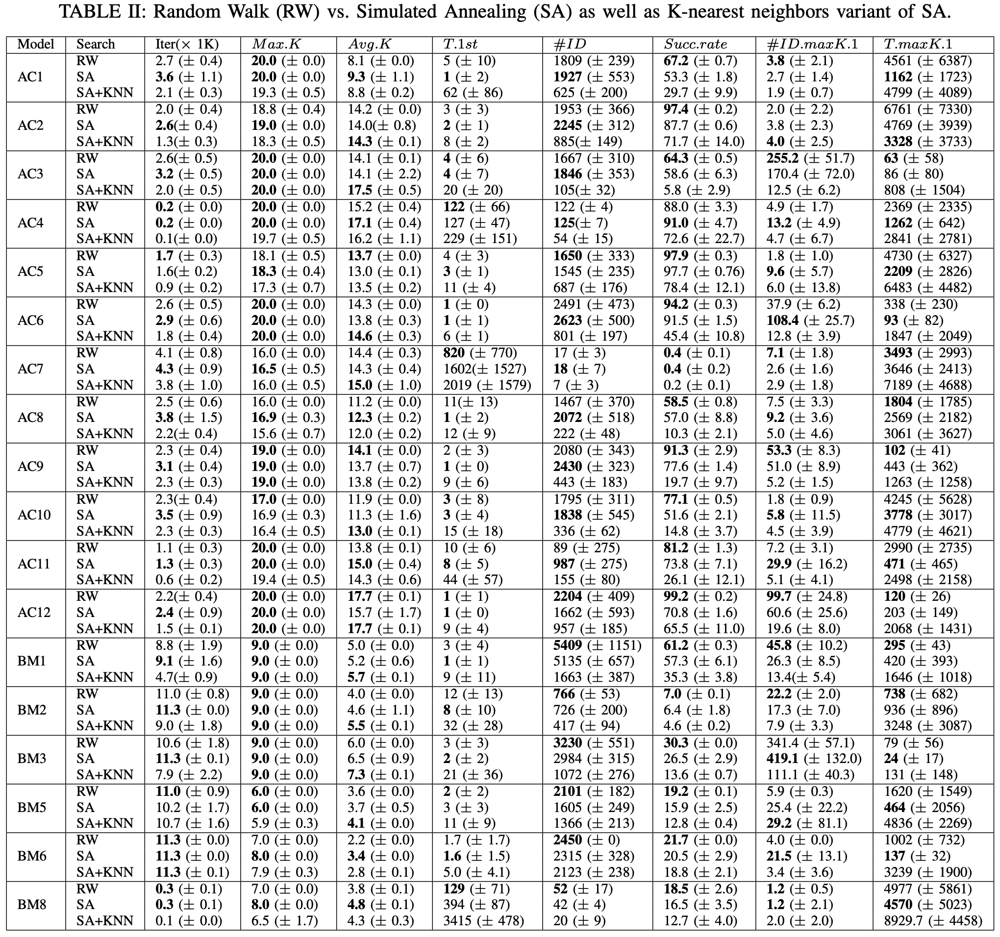 TABLE II: Random Walk (RW) vs. Simulated Annealing (SA) as well as K-nearest neighbors variant of SA.
Model Search Iter(× 1K) Max.K Avg.K T.1st #ID Succ.rate #ID.maxK.1 T.maxK.1
RW 2.7 (± 0.4) 20.0 (± 0.0) 8.1 (± 0.0) 5 (± 10) 1809 (± 239) 67.2 (± 0.7) 3.8 (± 2.1) 4561 (± 6387)
AC1 SA 3.6 (± 1.1) 20.0 (± 0.0) 9.3 (± 1.1) 1 (± 2) 1927 (± 553) 53.3 (± 1.8) 2.7 (± 1.4) 1162 (± 1723)
SA+KNN 2.1 (± 0.3) 19.3 (± 0.5) 8.8 (± 0.2) 62 (± 86) 625 (± 200) 29.7 (± 9.9) 1.9 (± 0.7) 4799 (± 4089)
RW 2.0 (± 0.4) 18.8 (± 0.4) 14.2 (± 0.0) 3 (± 3) 1953 (± 366) 97.4 (± 0.2) 2.0 (± 2.2) 6761 (± 7330)
AC2 SA 2.6(± 0.4) 19.0 (± 0.0) 14.0(± 0.8) 2 (± 1) 2245 (± 312) 87.7 (± 0.6) 3.8 (± 2.3) 4769 (± 3939)
SA+KNN 1.3(± 0.3) 18.3 (± 0.5) 14.3 (± 0.1) 8 (± 2) 885(± 149) 71.7 (± 14.0) 4.0 (± 2.5) 3328 (± 3733)
RW 2.6(± 0.5) 20.0 (± 0.0) 14.1 (± 0.1) 4 (± 6) 1667 (± 310) 64.3 (± 0.5) 255.2 (± 51.7) 63 (± 58)
AC3 SA 3.2 (± 0.5) 20.0 (± 0.0) 14.1 (± 2.2) 4 (± 7) 1846 (± 353) 58.6 (± 6.3) 170.4 (± 72.0) 86 (± 80)
SA+KNN 2.0 (± 0.5) 20.0 (± 0.0) 17.5 (± 0.5) 20 (± 20) 105(± 32) 5.8 (± 2.9) 12.5 (± 6.2) 808 (± 1504)
RW 0.2 (± 0.0) 20.0 (± 0.0) 15.2 (± 0.4) 122 (± 66) 122 (± 4) 88.0 (± 3.3) 4.9 (± 1.7) 2369 (± 2335)
AC4 SA 0.2 (± 0.0) 20.0 (± 0.0) 17.1 (± 0.4) 127 (± 47) 125(± 7) 91.0 (± 4.7) 13.2 (± 4.9) 1262 (± 642)
SA+KNN 0.1(± 0.0) 19.7 (± 0.5) 16.2 (± 1.1) 229 (± 151) 54 (± 15) 72.6 (± 22.7) 4.7 (± 6.7) 2841 (± 2781)
RW 1.7 (± 0.3) 18.1 (± 0.5) 13.7 (± 0.0) 4 (± 3) 1650 (± 333) 97.9 (± 0.3) 1.8 (± 1.0) 4730 (± 6327)
AC5 SA 1.6(± 0.2) 18.3 (± 0.4) 13.0 (± 0.1) 3 (± 1) 1545 (± 235) 97.7 (± 0.76) 9.6 (± 5.7) 2209 (± 2826)
SA+KNN 0.9 (± 0.2) 17.3 (± 0.7) 13.5 (± 0.2) 11 (± 4) 687 (± 176) 78.4 (± 12.1) 6.0 (± 13.8) 6483 (± 4482)
RW 2.6 (± 0.5) 20.0 (± 0.0) 14.3 (± 0.0) 1 (± 0) 2491 (± 473) 94.2 (± 0.3) 37.9 (± 6.2) 338 (± 230)
AC6 SA 2.9 (± 0.6) 20.0 (± 0.0) 13.8 (± 0.3) 1 (± 1) 2623 (± 500) 91.5 (± 1.5) 108.4 (± 25.7) 93 (± 82)
SA+KNN 1.8 (± 0.4) 20.0 (± 0.0) 14.6 (± 0.3) 6 (± 1) 801 (± 197) 45.4 (± 10.8) 12.8 (± 3.9) 1847 (± 2049)
RW 4.1 (± 0.8) 16.0 (± 0.0) 14.4 (± 0.3) 820 (± 770) 17 (± 3) 0.4 (± 0.1) 7.1 (± 1.8) 3493 (± 2993)
AC7 SA 4.3 (± 0.9) 16.5 (± 0.5) 14.3 (± 0.4) 1602(± 1527) 18 (± 7) 0.4 (± 0.2) 2.6 (± 1.6) 3646 (± 2413)
SA+KNN 3.8 (± 1.0) 16.0 (± 0.5) 15.0 (± 1.0) 2019 (± 1579) 7 (± 3) 0.2 (± 0.1) 2.9 (± 1.8) 7189 (± 4688)
RW 2.5 (± 0.6) 16.0 (± 0.0) 11.2 (± 0.0) 11(± 13) 1467 (± 370) 58.5 (± 0.8) 7.5 (± 3.3) 1804 (± 1785)
AC8 SA 3.8 (± 1.5) 16.9 (± 0.3) 12.3 (± 0.2) 1 (± 2) 2072 (± 518) 57.0 (± 8.8) 9.2 (± 3.6) 2569 (± 2182)
SA+KNN 2.2(± 0.4) 15.6 (± 0.7) 12.0 (± 0.2) 12 (± 9) 222 (± 48) 10.3 (± 2.1) 5.0 (± 4.6) 3061 (± 3627)
RW 2.3 (± 0.4) 19.0 (± 0.0) 14.1 (± 0.0) 2 (± 3) 2080 (± 343) 91.3 (± 2.9) 53.3 (± 8.3) 102 (± 41)
AC9 SA 3.1 (± 0.4) 19.0 (± 0.0) 13.7 (± 0.7) 1 (± 0) 2430 (± 323) 77.6 (± 1.4) 51.0 (± 8.9) 443 (± 362)
SA+KNN 2.3 (± 0.3) 19.0 (± 0.0) 13.8 (± 0.2) 9 (± 6) 443 (± 183) 19.7 (± 9.7) 5.2 (± 1.5) 1263 (± 1258)
RW 2.3(± 0.4) 17.0 (± 0.0) 11.9 (± 0.0) 3 (± 8) 1795 (± 311) 77.1 (± 0.5) 1.8 (± 0.9) 4245 (± 5628)
AC10 SA 3.5 (± 0.9) 16.9 (± 0.3) 11.3 (± 1.6) 3 (± 4) 1838 (± 545) 51.6 (± 2.1) 5.8 (± 11.5) 3778 (± 3017)
SA+KNN 2.3 (± 0.3) 16.4 (± 0.5) 13.0 (± 0.1) 15 (± 18) 336 (± 62) 14.8 (± 3.7) 4.5 (± 3.9) 4779 (± 4621)
RW 1.1 (± 0.3) 20.0 (± 0.0) 13.8 (± 0.1) 10 (± 6) 89 (± 275) 81.2 (± 1.3) 7.2 (± 3.1) 2990 (± 2735)
AC11 SA 1.3 (± 0.3) 20.0 (± 0.0) 15.0 (± 0.4) 8 (± 5) 987 (± 275) 73.8 (± 7.1) 29.9 (± 16.2) 471 (± 465)
SA+KNN 0.6 (± 0.2) 19.4 (± 0.5) 14.3 (± 0.6) 44 (± 57) 155 (± 80) 26.1 (± 12.1) 5.1 (± 4.1) 2498 (± 2158)
RW 2.2(± 0.4) 20.0 (± 0.0) 17.7 (± 0.1) 1 (± 1) 2204 (± 409) 99.2 (± 0.2) 99.7 (± 24.8) 120 (± 26)
AC12 SA 2.4 (± 0.9) 20.0 (± 0.0) 15.7 (± 1.7) 1 (± 0) 1662 (± 593) 70.8 (± 1.6) 60.6 (± 25.6) 203 (± 149)
SA+KNN 1.5 (± 0.1) 20.0 (± 0.0) 17.7 (± 0.1) 9 (± 4) 957 (± 185) 65.5 (± 11.0) 19.6 (± 8.0) 2068 (± 1431)
RW 8.8 (± 1.9) 9.0 (± 0.0) 5.0 (± 0.0) 3 (± 4) 5409 (± 1151) 61.2 (± 0.3) 45.8 (± 10.2) 295 (± 43)
BM1 SA 9.1 (± 1.6) 9.0 (± 0.0) 5.2 (± 0.6) 1 (± 1) 5135 (± 657) 57.3 (± 6.1) 26.3 (± 8.5) 420 (± 393)
SA+KNN 4.7(± 0.9) 9.0 (± 0.0) 5.7 (± 0.1) 9 (± 11) 1663 (± 387) 35.3 (± 3.8) 13.4(± 5.4) 1646 (± 1018)
RW 11.0 (± 0.8) 9.0 (± 0.0) 4.0 (± 0.0) 12 (± 13) 766 (± 53) 7.0 (± 0.1) 22.2 (± 2.0) 738 (± 682)
BM2 SA 11.3 (± 0.0) 9.0 (± 0.0) 4.6 (± 1.1) 8 (± 10) 726 (± 200) 6.4 (± 1.8) 17.3 (± 7.0) 936 (± 896)
SA+KNN 9.0 (± 1.8) 9.0 (± 0.0) 5.5 (± 0.1) 32 (± 28) 417 (± 94) 4.6 (± 0.2) 7.9 (± 3.3) 3248 (± 3087)
RW 10.6 (± 1.8) 9.0 (± 0.0) 6.0 (± 0.0) 3 (± 3) 3230 (± 551) 30.3 (± 0.0) 341.4 (± 57.1) 79 (± 56)
BM3 SA 11.3 (± 0.1) 9.0 (± 0.0) 6.5 (± 0.9) 2 (± 2) 2984 (± 315) 26.5 (± 2.9) 419.1 (± 132.0) 24 (± 17)
SA+KNN 7.9 (± 2.2) 9.0 (± 0.0) 7.3 (± 0.1) 21 (± 36) 1072 (± 276) 13.6 (± 0.7) 111.1 (± 40.3) 131 (± 148)
RW 11.0 (± 0.9) 6.0 (± 0.0) 3.6 (± 0.0) 2 (± 2) 2101 (± 182) 19.2 (± 0.1) 5.9 (± 0.3) 1620 (± 1549)
BM5 SA 10.2 (± 1.7) 6.0 (± 0.0) 3.7 (± 0.5) 3 (± 3) 1605 (± 249) 15.9 (± 2.5) 25.4 (± 22.2) 464 (± 2056)
SA+KNN 10.7 (± 1.6) 5.9 (± 0.3) 4.1 (± 0.0) 11 (± 9) 1366 (± 213) 12.8 (± 0.4) 29.2 (± 81.1) 4836 (± 2269)
RW 11.3 (± 0.0) 7.0 (± 0.0) 2.2 (± 0.0) 1.7 (± 1.7) 2450 (± 0) 21.7 (± 0.0) 4.0 (± 0.0) 1002 (± 732)
BM6 SA 11.3 (± 0.0) 8.0 (± 0.0) 3.4 (± 0.0) 1.6 (± 1.5) 2315 (± 328) 20.5 (± 2.9) 21.5 (± 13.1) 137 (± 32)
SA+KNN 11.3 (± 0.1) 7.9 (± 0.3) 2.8 (± 0.1) 5.0 (± 4.1) 2123 (± 238) 18.8 (± 2.1) 3.4 (± 3.6) 3239 (± 1900)
RW 0.3 (± 0.1) 7.0 (± 0.0) 3.8 (± 0.1) 129 (± 71) 52 (± 17) 18.5 (± 2.6) 1.2 (± 0.5) 4977 (± 5861)
BM8 SA 0.3 (± 0.1) 8.0 (± 0.0) 4.8 (± 0.1) 394 (± 87) 42 (± 4) 16.5 (± 3.5) 1.2 (± 2.1) 4570 (± 5023)
SA+KNN 0.1 (± 0.0) 6.5 (± 1.7) 4.3 (± 0.3) 3415 (± 478) 20 (± 9) 12.7 (± 4.0) 2.0 (± 2.0) 8929.7 (± 4458)